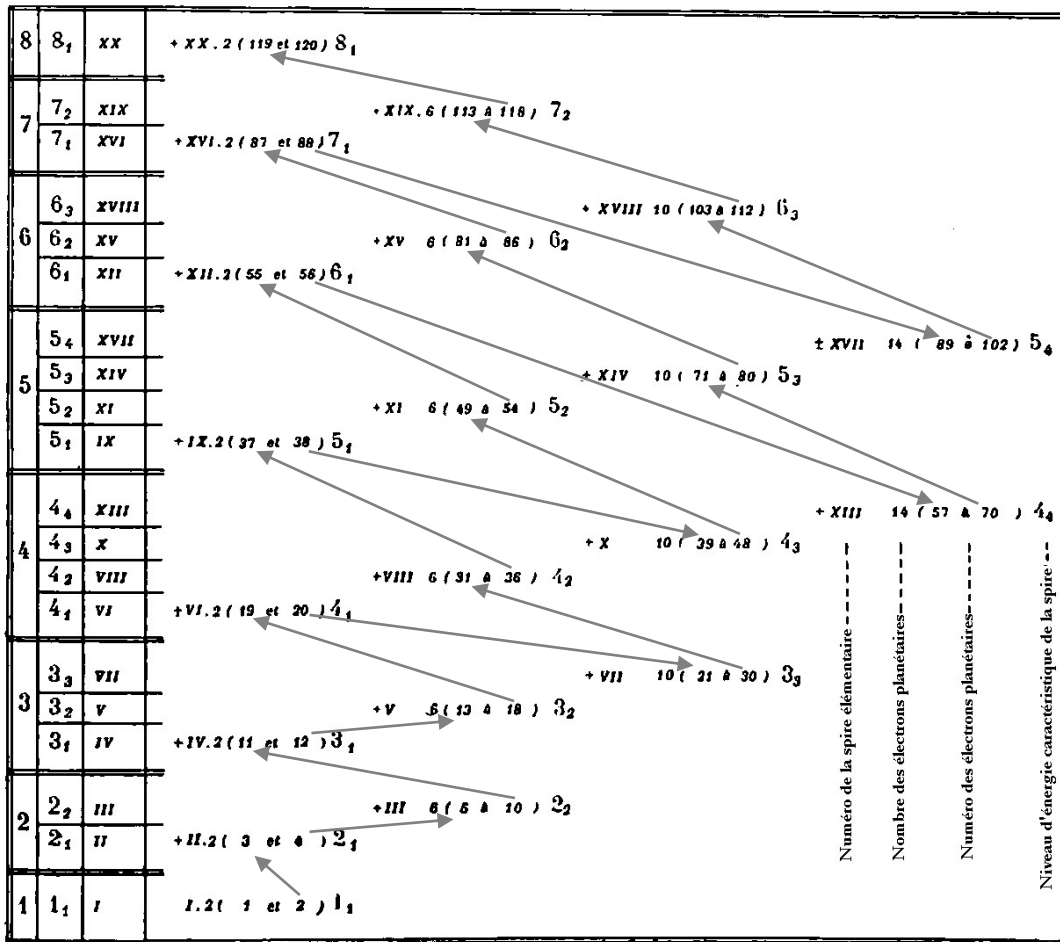 8 8₁ XX + XX.2 ( 119 et 120 ) 8₁
7
7₂ XIX + XIX.6 ( 113 à 118 ) 7₂
7₁ XVI + XVI.2 ( 87 et 88 ) 7₁
6₃ XVIII + XVIII 10 ( 103 à 112 ) 6₃
6 6₂ XV + XV 6 ( 81 à 86 ) 6₂
6₁ XII + XII.2 ( 55 et 56 ) 6₁
5₄ XVII ± XVII 14 ( 89 à 102 ) 5₄
5 5₃ XIV + XIV 10 ( 71 à 80 ) 5₃
5₂ XI + XI 6 ( 49 à 54 ) 5₂
5₁ IX + IX.2 ( 37 et 38 ) 5₁
4₄ XIII + XIII 14 ( 57 à 70 ) 4₄
4 4₃ X + X 10 ( 39 à 48 ) 4₃
4₂ VIII + VIII 6 ( 31 à 36 ) 4₂
4₁ VI + VI.2 ( 19 et 20 ) 4₁
3₃ VII + VII 10 ( 21 à 30 ) 3₃
3 3₂ V + V 6 ( 13 à 18 ) 3₂
3₁ IV + IV.2 ( 11 et 12 ) 3₁
2 2₂ III + III 6 ( 5 à 10 ) 2₂
2₁ II + II.2 ( 3 et 4 ) 2₁
1 1₁ I I.2 ( 1 et 2 ) 1₁
Numéro de la spire élémentaire
Nombre des électrons planétaires
Numéro des électrons planétaires
Niveau d'énergie caractéristique de la spire